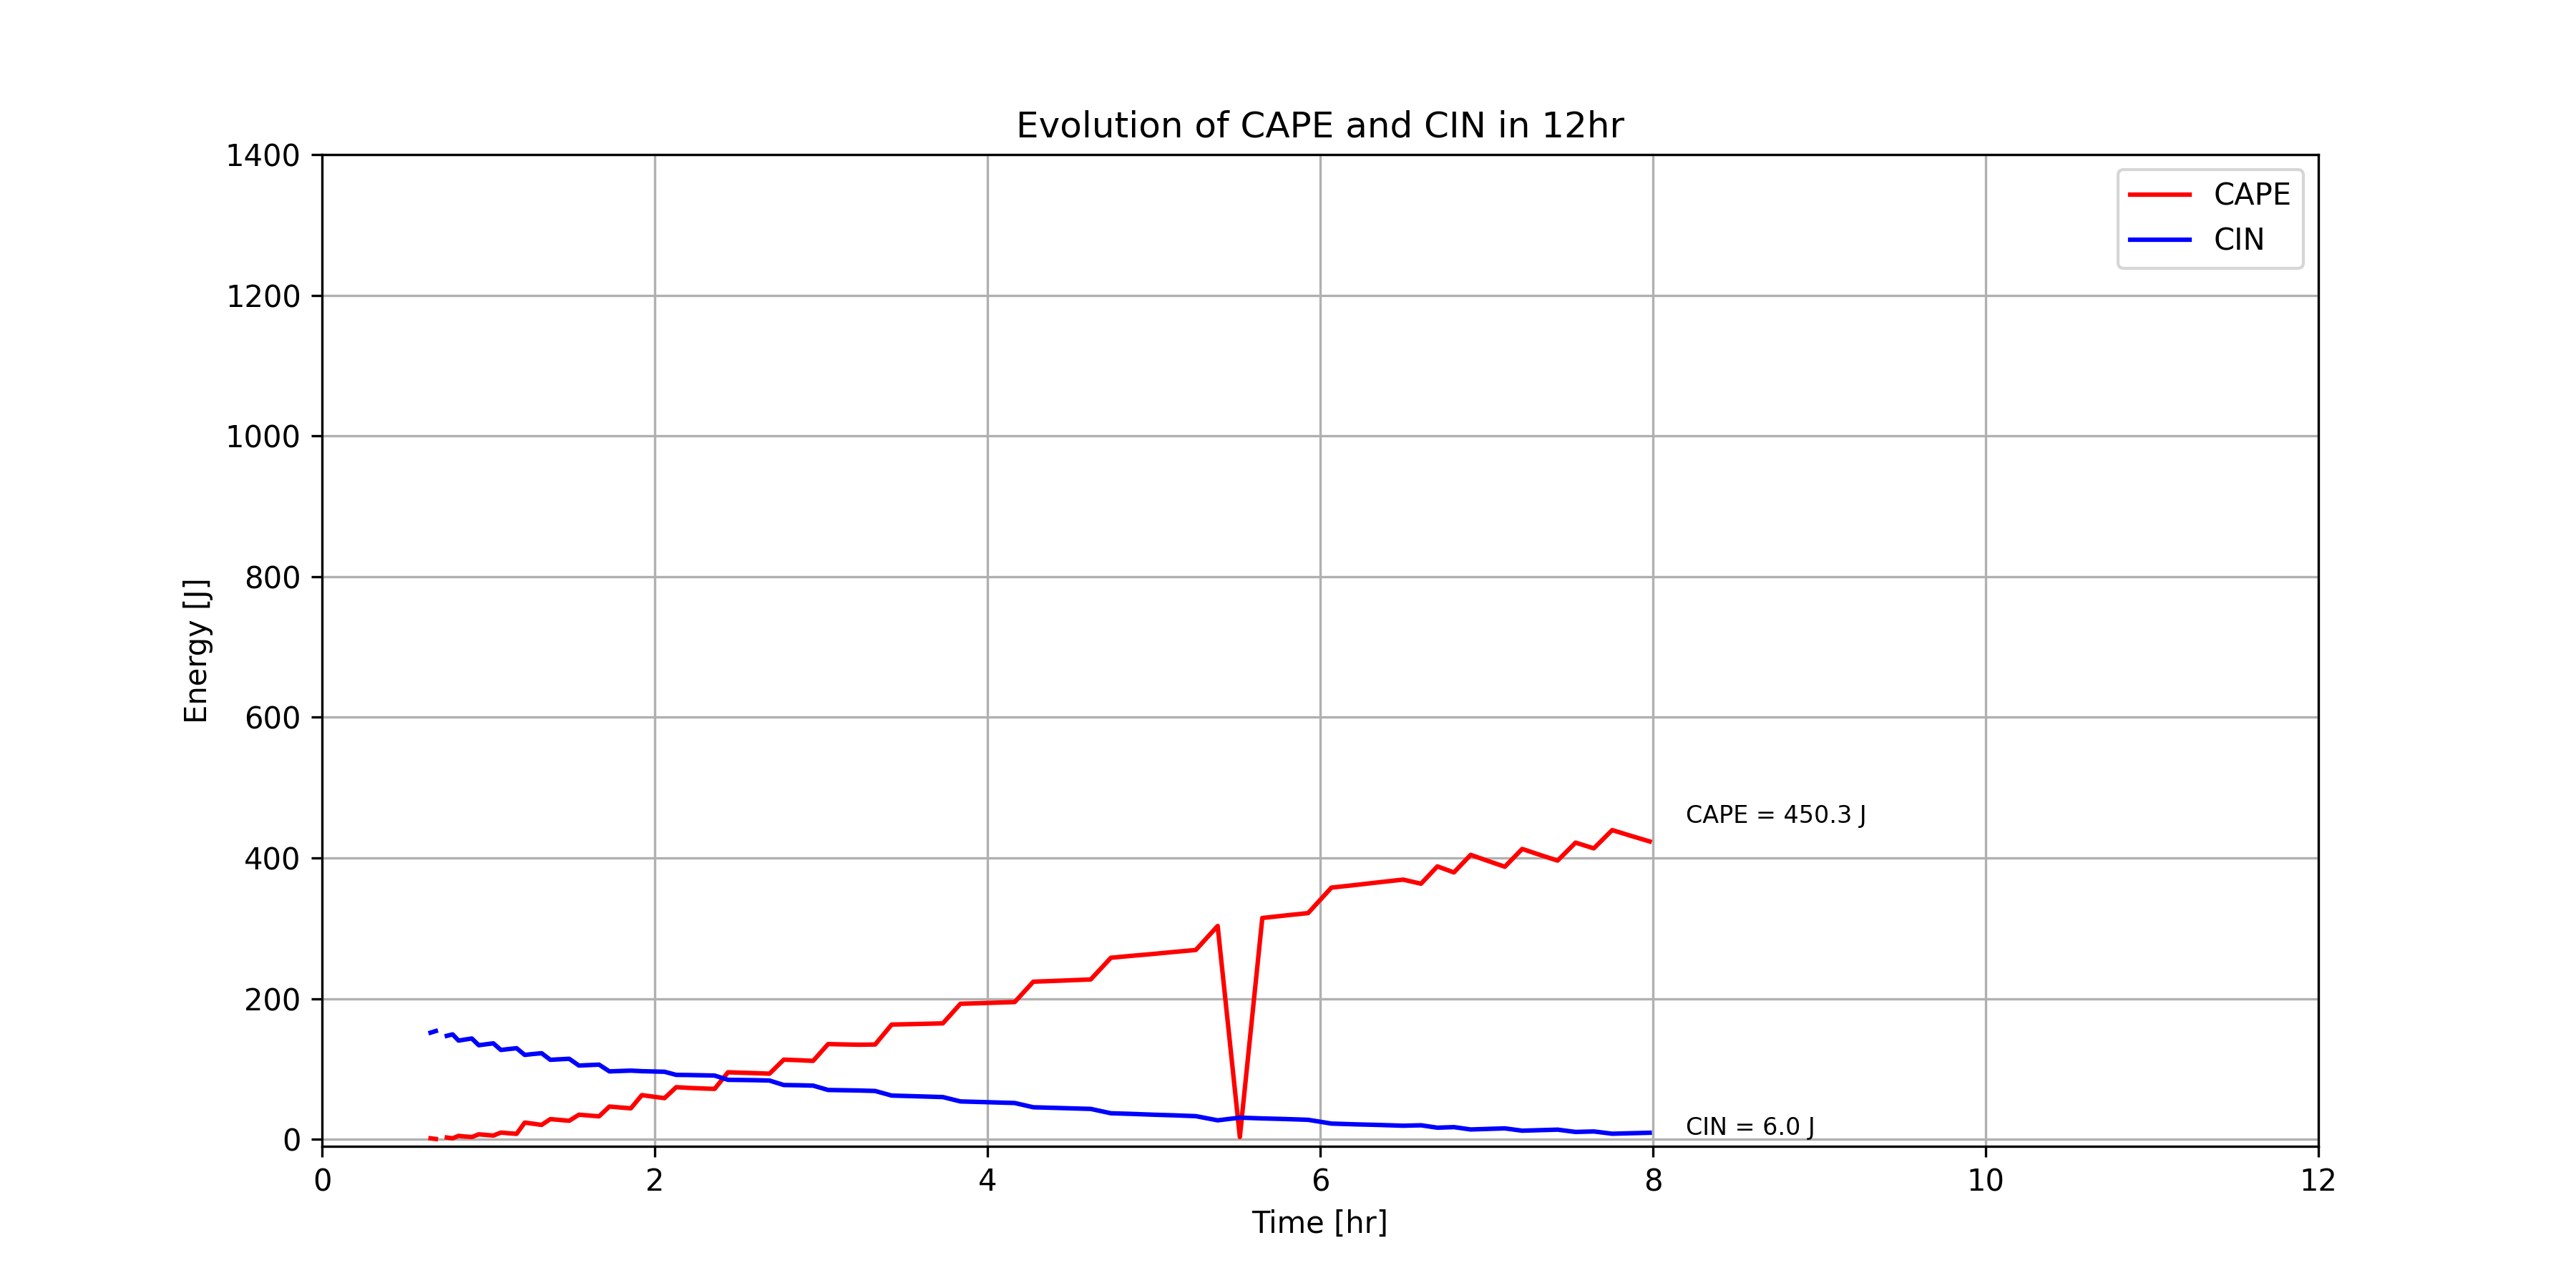 Evolution of CAPE and CIN in 12hr
1400
1200
1000
800
600
400
200
0
Energy [J]
CAPE
CIN
CAPE = 450.3 J
CIN = 6.0 J
0 2 4 6 8 10 12
Time [hr]